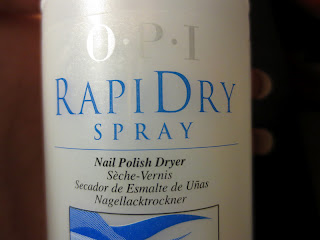 O·P·I
RAPIDRY
SPRAY
Nail Polish Dryer
Sèche-Vernis
Secador de Esmalte de Uñas
Nagellacktrockner